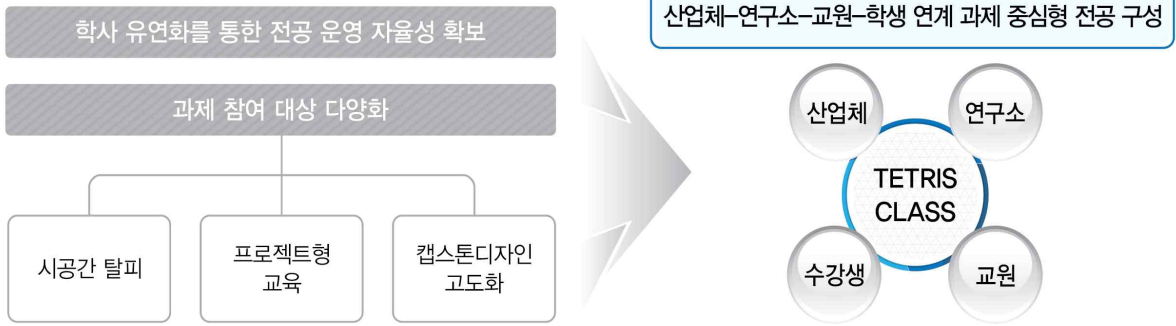 학사 유연화를 통한 전공 운영 자율성 확보
과제 참여 대상 다양화
시공간 탈피
프로젝트형
교육
캡스톤디자인
고도화
산업체-연구소-교원-학생 연계 과제 중심형 전공 구성
산업체
연구소
TETRIS
CLASS
수강생
교원